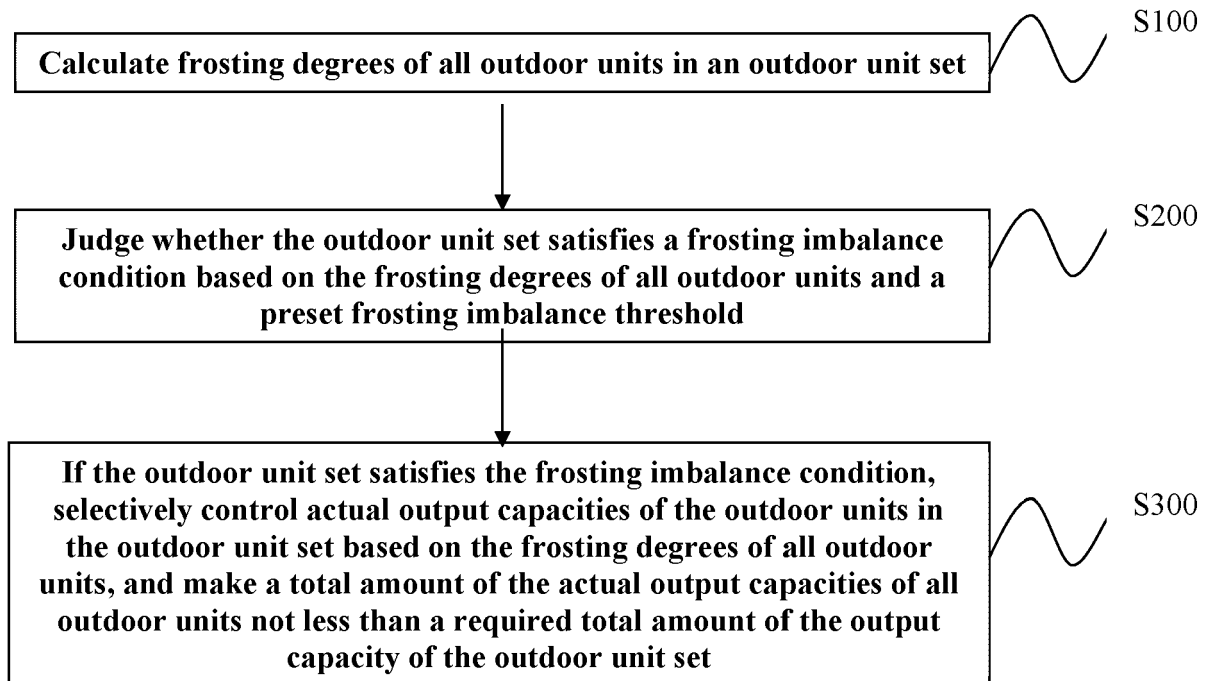 S100
Calculate frosting degrees of all outdoor units in an outdoor unit set
S200
Judge whether the outdoor unit set satisfies a frosting imbalance
condition based on the frosting degrees of all outdoor units and a
preset frosting imbalance threshold
If the outdoor unit set satisfies the frosting imbalance condition,
selectively control actual output capacities of the outdoor units in
the outdoor unit set based on the frosting degrees of all outdoor
units, and make a total amount of the actual output capacities of all
outdoor units not less than a required total amount of the output
capacity of the outdoor unit set
S300